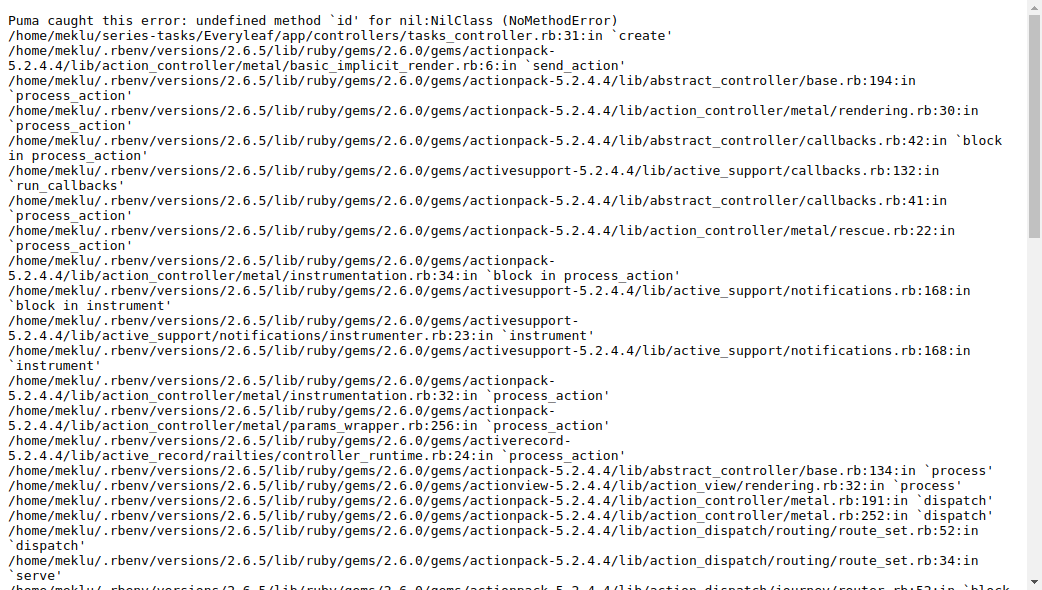 Puma caught this error: undefined method `id' for nil:NilClass (NoMethodError)
/home/meklu/series-tasks/Everyleaf/app/controllers/tasks_controller.rb:31:in `create'
/home/meklu/.rbenv/versions/2.6.5/lib/ruby/gems/2.6.0/gems/actionpack-
5.2.4.4/lib/action_controller/metal/basic_implicit_render.rb:6:in `send_action'
/home/meklu/.rbenv/versions/2.6.5/lib/ruby/gems/2.6.0/gems/actionpack-5.2.4.4/lib/abstract_controller/base.rb:194:in
`process_action'
/home/meklu/.rbenv/versions/2.6.5/lib/ruby/gems/2.6.0/gems/actionpack-5.2.4.4/lib/action_controller/metal/rendering.rb:30:in
`process_action'
/home/meklu/.rbenv/versions/2.6.5/lib/ruby/gems/2.6.0/gems/actionpack-5.2.4.4/lib/abstract_controller/callbacks.rb:42:in `block
in process_action'
/home/meklu/.rbenv/versions/2.6.5/lib/ruby/gems/2.6.0/gems/activesupport-5.2.4.4/lib/active_support/callbacks.rb:132:in
`run_callbacks'
/home/meklu/.rbenv/versions/2.6.5/lib/ruby/gems/2.6.0/gems/actionpack-5.2.4.4/lib/abstract_controller/callbacks.rb:41:in
`process_action'
/home/meklu/.rbenv/versions/2.6.5/lib/ruby/gems/2.6.0/gems/actionpack-5.2.4.4/lib/action_controller/metal/rescue.rb:22:in
`process_action'
/home/meklu/.rbenv/versions/2.6.5/lib/ruby/gems/2.6.0/gems/actionpack-
5.2.4.4/lib/action_controller/metal/instrumentation.rb:34:in `block in process_action'
/home/meklu/.rbenv/versions/2.6.5/lib/ruby/gems/2.6.0/gems/activesupport-5.2.4.4/lib/active_support/notifications.rb:168:in
`block in instrument'
/home/meklu/.rbenv/versions/2.6.5/lib/ruby/gems/2.6.0/gems/activesupport-
5.2.4.4/lib/active_support/notifications/instrumenter.rb:23:in `instrument'
/home/meklu/.rbenv/versions/2.6.5/lib/ruby/gems/2.6.0/gems/activesupport-5.2.4.4/lib/active_support/notifications.rb:168:in
`instrument'
/home/meklu/.rbenv/versions/2.6.5/lib/ruby/gems/2.6.0/gems/actionpack-
5.2.4.4/lib/action_controller/metal/instrumentation.rb:32:in `process_action'
/home/meklu/.rbenv/versions/2.6.5/lib/ruby/gems/2.6.0/gems/actionpack-
5.2.4.4/lib/action_controller/metal/params_wrapper.rb:256:in `process_action'
/home/meklu/.rbenv/versions/2.6.5/lib/ruby/gems/2.6.0/gems/activerecord-
5.2.4.4/lib/active_record/railties/controller_runtime.rb:24:in `process_action'
/home/meklu/.rbenv/versions/2.6.5/lib/ruby/gems/2.6.0/gems/actionpack-5.2.4.4/lib/abstract_controller/base.rb:134:in `process'
/home/meklu/.rbenv/versions/2.6.5/lib/ruby/gems/2.6.0/gems/actionview-5.2.4.4/lib/action_view/rendering.rb:32:in `process'
/home/meklu/.rbenv/versions/2.6.5/lib/ruby/gems/2.6.0/gems/actionpack-5.2.4.4/lib/action_controller/metal.rb:191:in `dispatch'
/home/meklu/.rbenv/versions/2.6.5/lib/ruby/gems/2.6.0/gems/actionpack-5.2.4.4/lib/action_controller/metal.rb:252:in `dispatch'
/home/meklu/.rbenv/versions/2.6.5/lib/ruby/gems/2.6.0/gems/actionpack-5.2.4.4/lib/action_dispatch/routing/route_set.rb:52:in
`dispatch'
/home/meklu/.rbenv/versions/2.6.5/lib/ruby/gems/2.6.0/gems/actionpack-5.2.4.4/lib/action_dispatch/routing/route_set.rb:34:in
`serve'